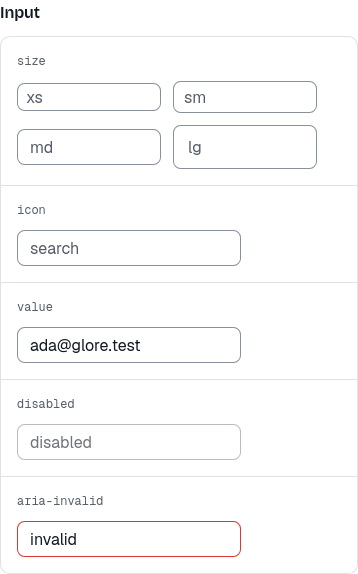 Input
size
xs
sm
md
lg
icon
search
value
ada@glore.test
disabled
disabled
aria-invalid
invalid